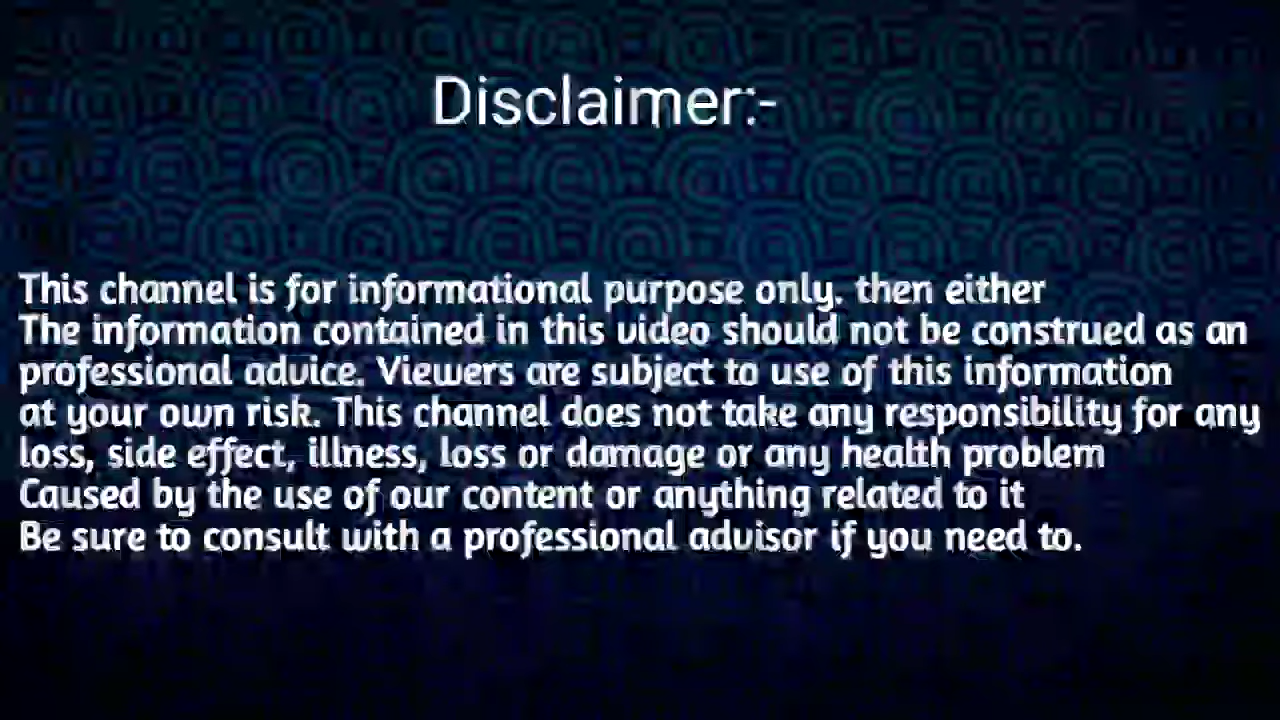 Disclaimer:-
This channel is for informational purpose only. then either
The information contained in this video should not be construed as an
professional advice. Viewers are subject to use of this information
at your own risk. This channel does not take any responsibility for any
loss, side effect, illness, loss or damage or any health problem
Caused by the use of our content or anything related to it
Be sure to consult with a professional advisor if you need to.